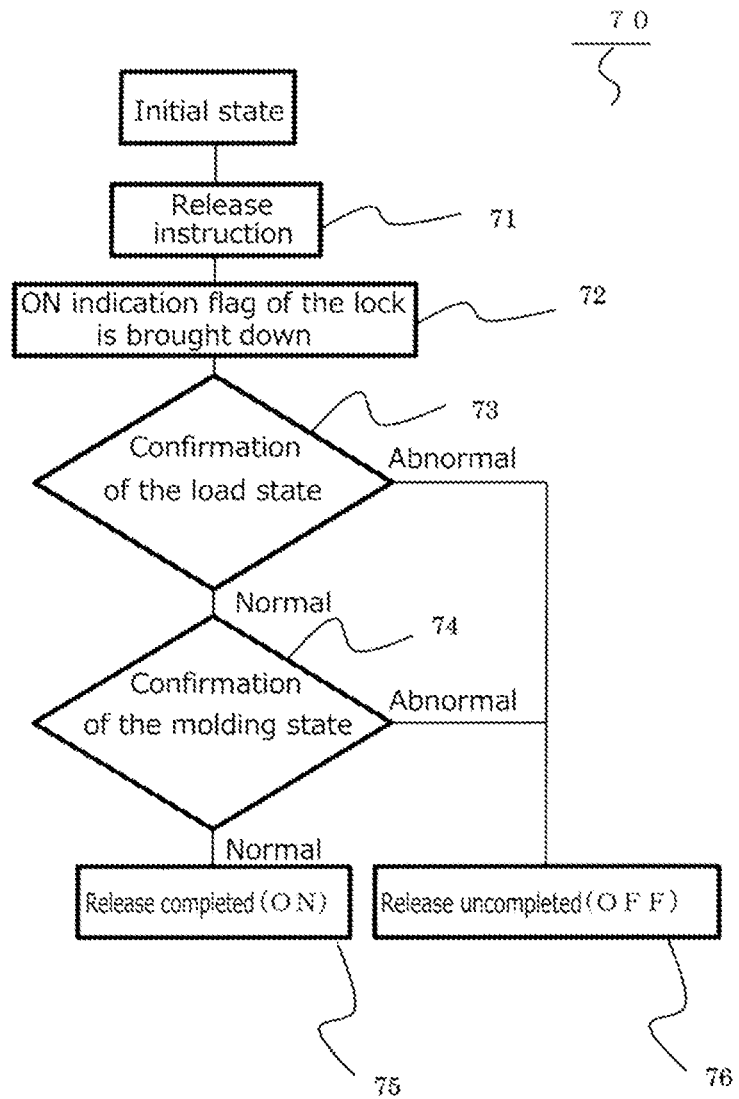 70
Initial state
Release
instruction
71
ON indication flag of the lock
is brought down
72
73
Confirmation
of the load state
Abnormal
Normal
74
Confirmation
of the molding state
Abnormal
Normal
Release completed(ON)
Release uncompleted(OFF)
75
76